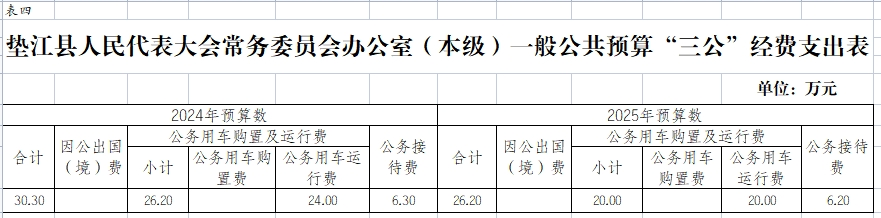 表四
垫江县人民代表大会常务委员会办公室（本级）一般公共预算“三公”经费支出表
单位：万元
2024年预算数 2025年预算数
合计 因公出国（境）费 公务用车购置及运行费 公务接待费 合计 因公出国（境）费 公务用车购置及运行费 公务接待费
小计 公务用车购置费 公务用车运行费 小计 公务用车购置费 公务用车运行费
30.30 26.20 24.00 6.30 26.20 20.00 20.00 6.20